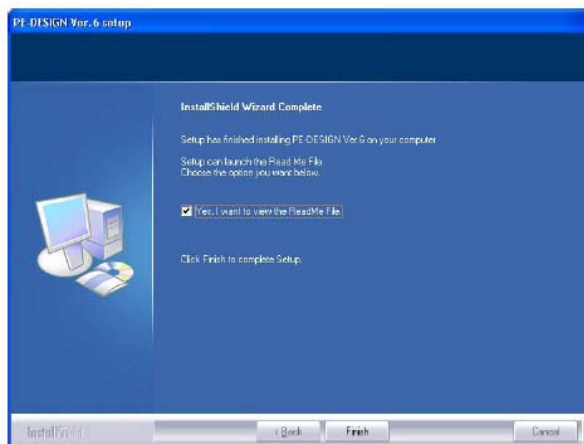 PE-DESIGN Ver.6 setup
InstallShield Wizard Complete
Setup has finished installing PE-DESIGN Ver.6 on your computer
Setup can launch the Read Me File
Choose the option you want below.
Yes, I want to view the ReadMe File.
Click Finish to complete Setup.
InstallShield
< Back
Finish
Cancel